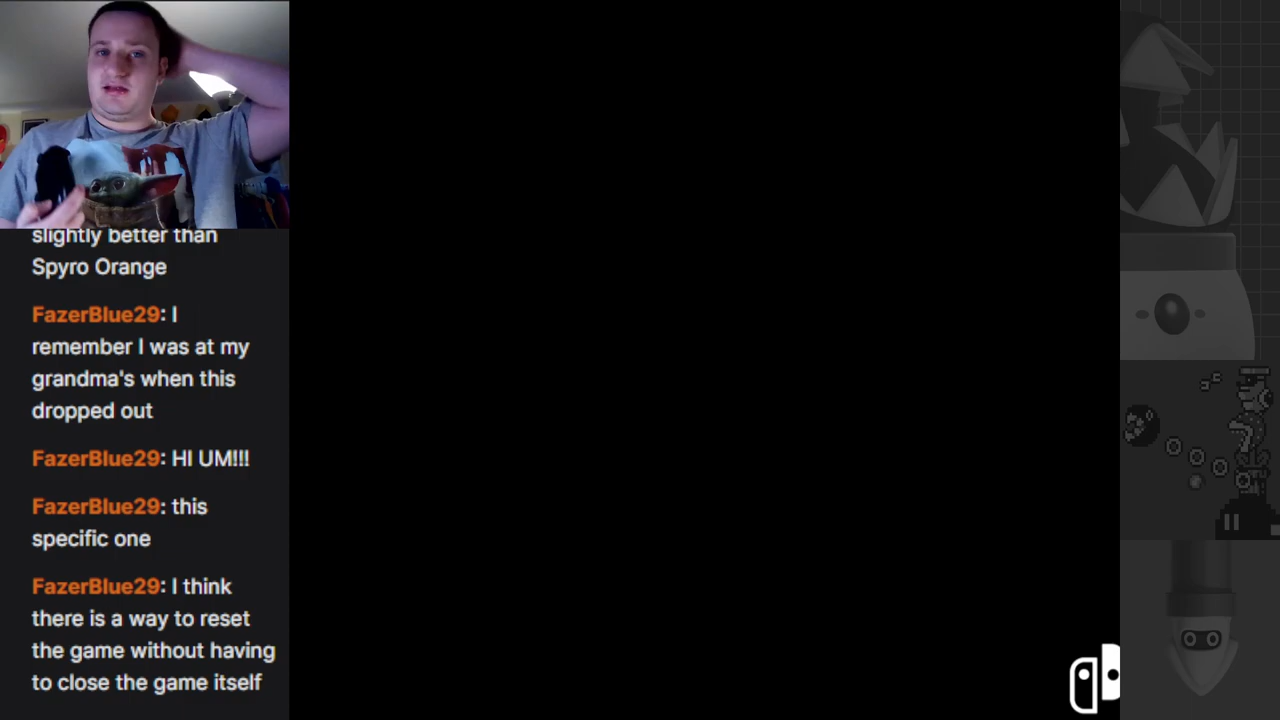 slightly better than
Spyro Orange
FazerBlue29: I
remember I was at my
grandma's when this
dropped out
FazerBlue29: HI UM!!!
FazerBlue29: this
specific one
FazerBlue29: I think
there is a way to reset
the game without having
to close the game itself